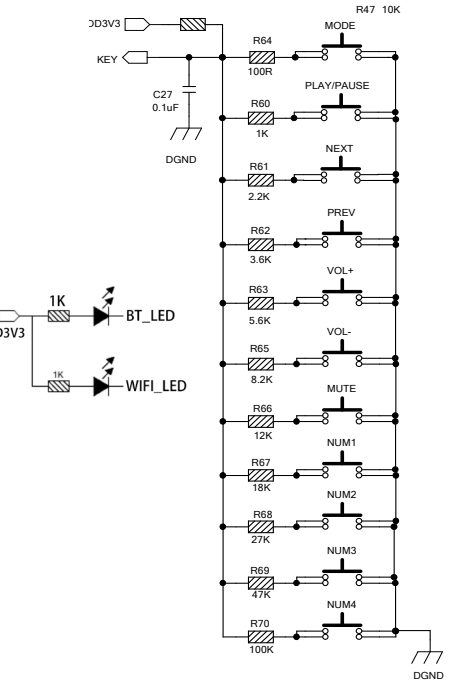 R47 10K
DD3V3
R64
MODE
KEY
100R
C27
0.1uF
DGND
R60
PLAY/PAUSE
1K
R61
NEXT
2.2K
R62
PREV
3.6K
R63
VOL+
5.6K
1K
BT_LED
D3V3
R65
VOL-
8.2K
1K
WIFI_LED
R66
MUTE
12K
R67
NUM1
18K
R68
NUM2
27K
R69
NUM3
47K
R70
NUM4
100K
DGND